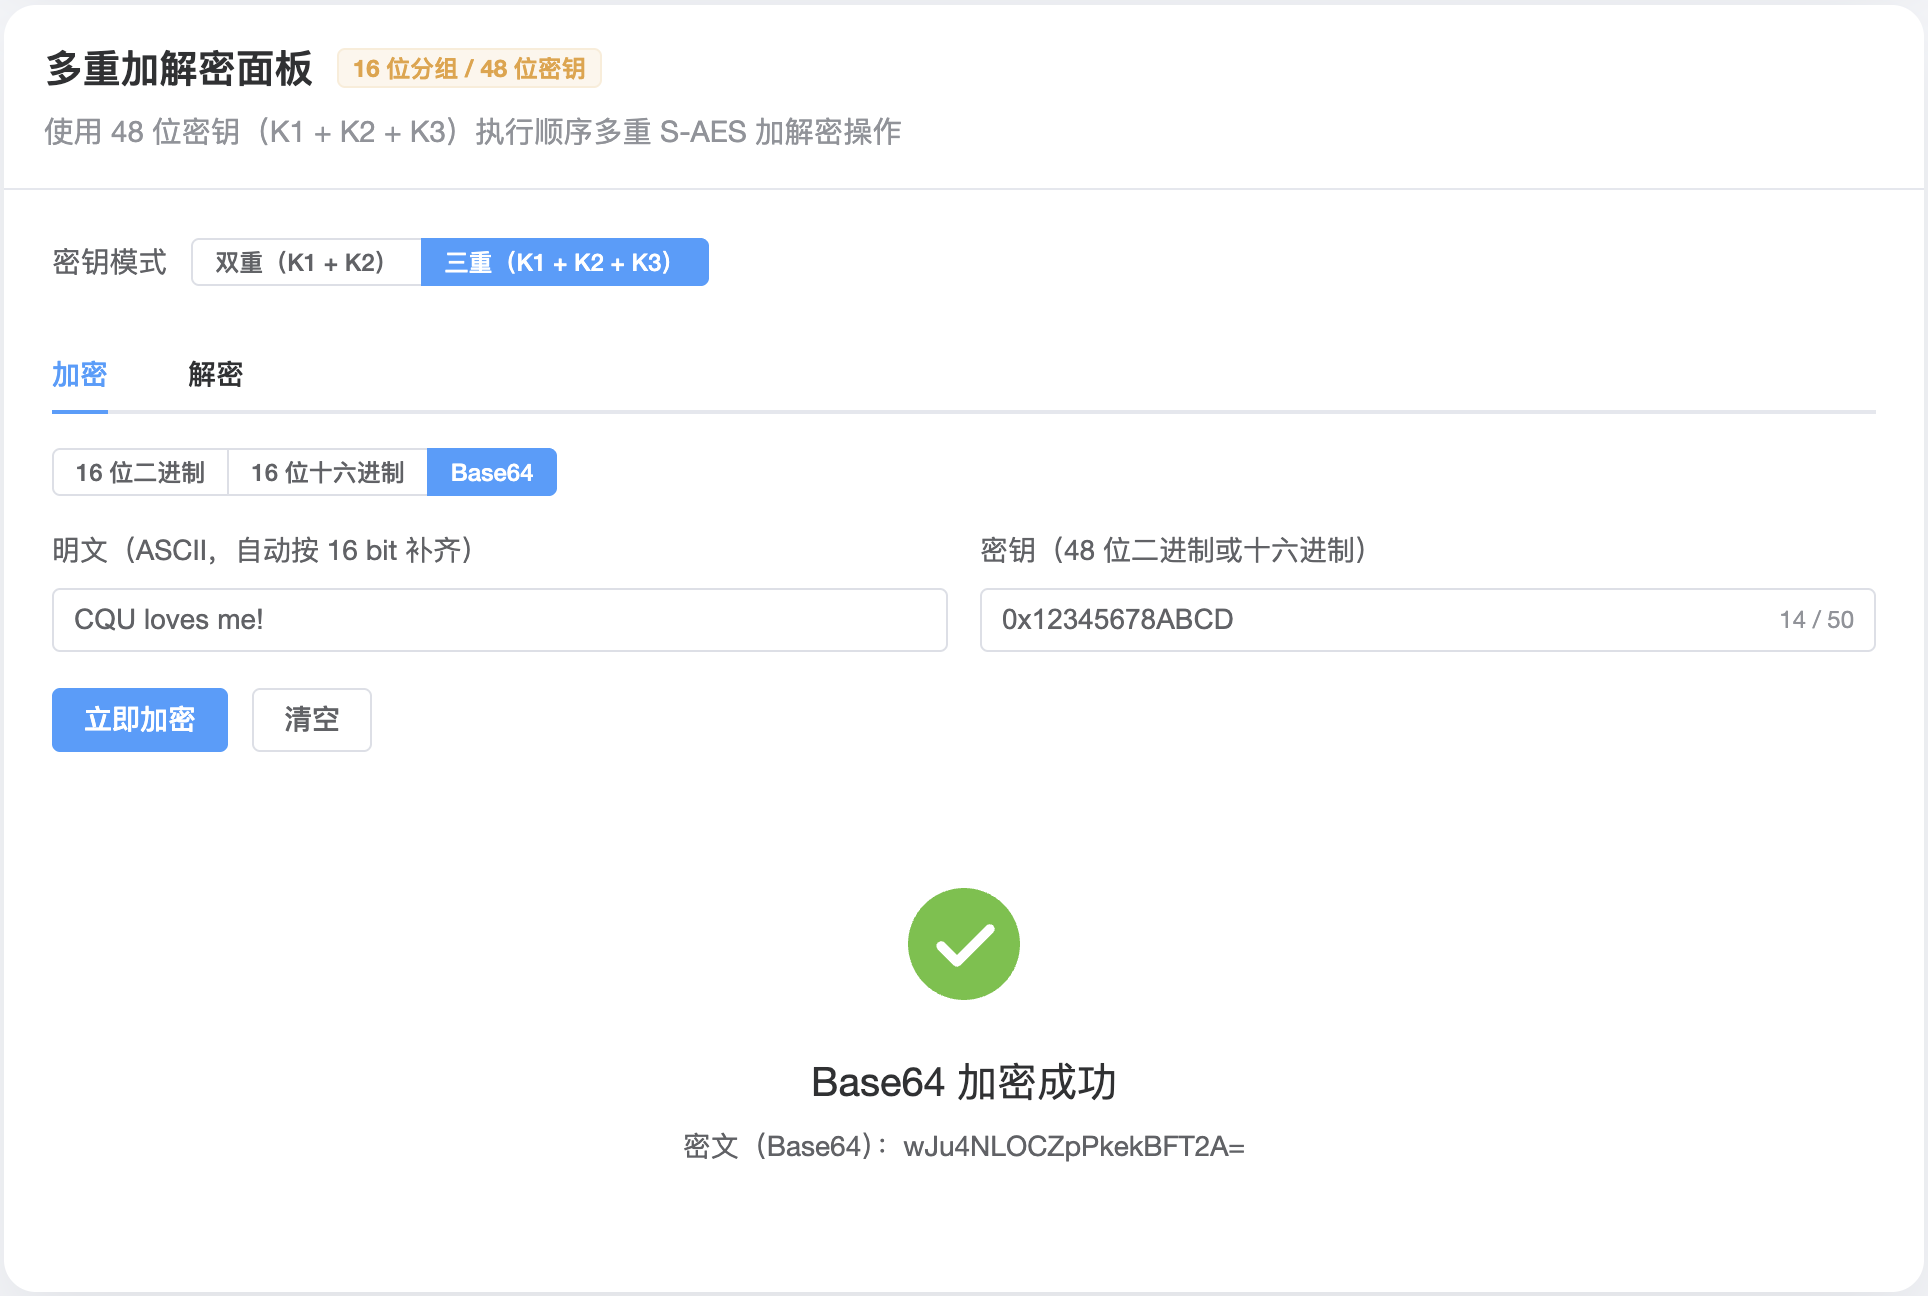 多重加解密面板 16 位分组 / 48 位密钥
使用 48 位密钥（K1 + K2 + K3）执行顺序多重 S-AES 加解密操作
密钥模式 双重（K1 + K2） 三重（K1 + K2 + K3）
加密 解密
16 位二进制 16 位十六进制 Base64
明文（ASCII，自动按 16 bit 补齐） 密钥（48 位二进制或十六进制）
CQU loves me! 0x12345678ABCD 14 / 50
立即加密 清空
Base64 加密成功
密文（Base64）：wJu4NLOCZpPkekBFT2A=